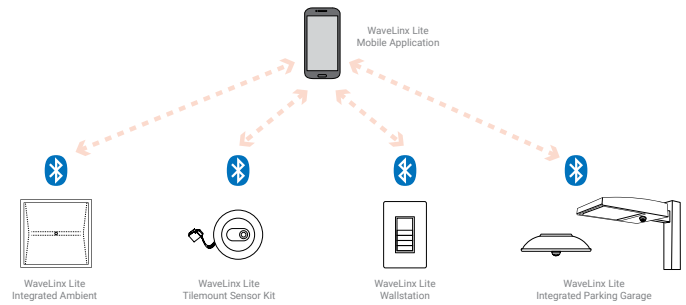 WaveLinx Lite
Mobile Application
WaveLinx Lite
Integrated Ambient
WaveLinx Lite
Tilemount Sensor Kit
WaveLinx Lite
Wallstation
WaveLinx Lite
Integrated Parking Garage